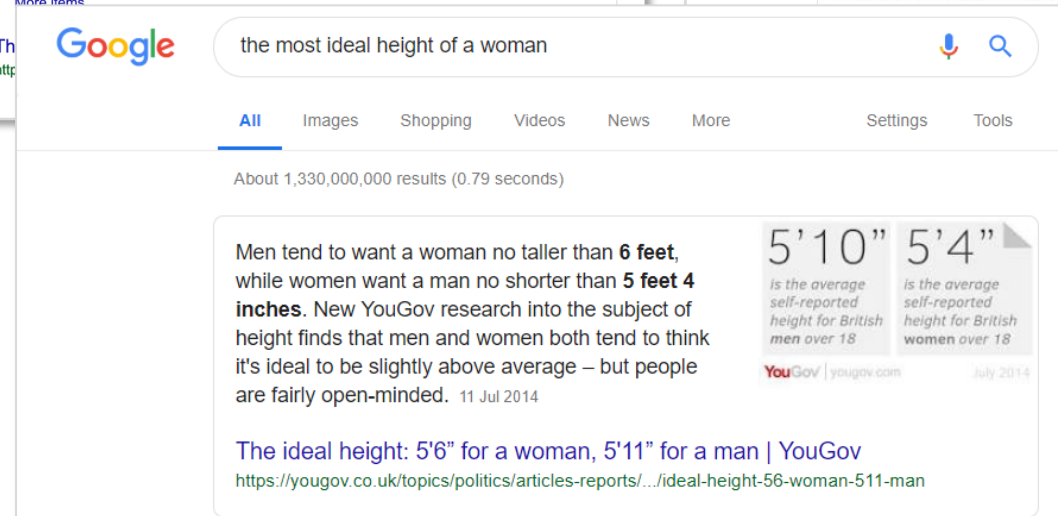 More items
Th
http
Google
the most ideal height of a woman
All Images Shopping Videos News More Settings Tools
About 1,330,000,000 results (0.79 seconds)
Men tend to want a woman no taller than 6 feet,
while women want a man no shorter than 5 feet 4
inches. New YouGov research into the subject of
height finds that men and women both tend to think
it's ideal to be slightly above average – but people
are fairly open-minded. 11 Jul 2014
5’10”
is the average
self-reported
height for British
men over 18
5’4”
is the average
self-reported
height for British
women over 18
YouGov | yougov.com July 2014
The ideal height: 5'6” for a woman, 5'11” for a man | YouGov
https://yougov.co.uk/topics/politics/articles-reports/.../ideal-height-56-woman-511-man